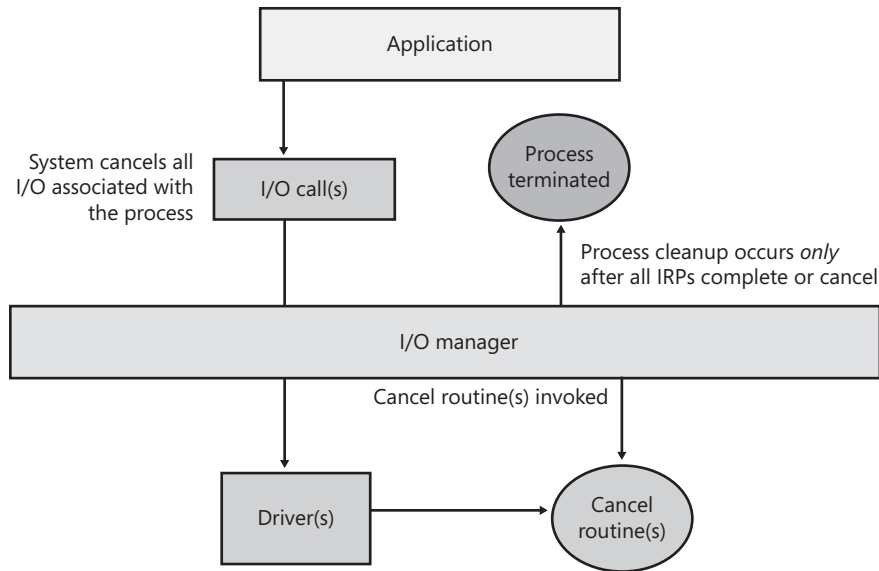 Application
System cancels all
I/O associated with
the process
I/O call(s)
Process
terminated
Process cleanup occurs only
after all IRPs complete or cancel
I/O manager
Cancel routine(s) invoked
Driver(s)
Cancel
routine(s)